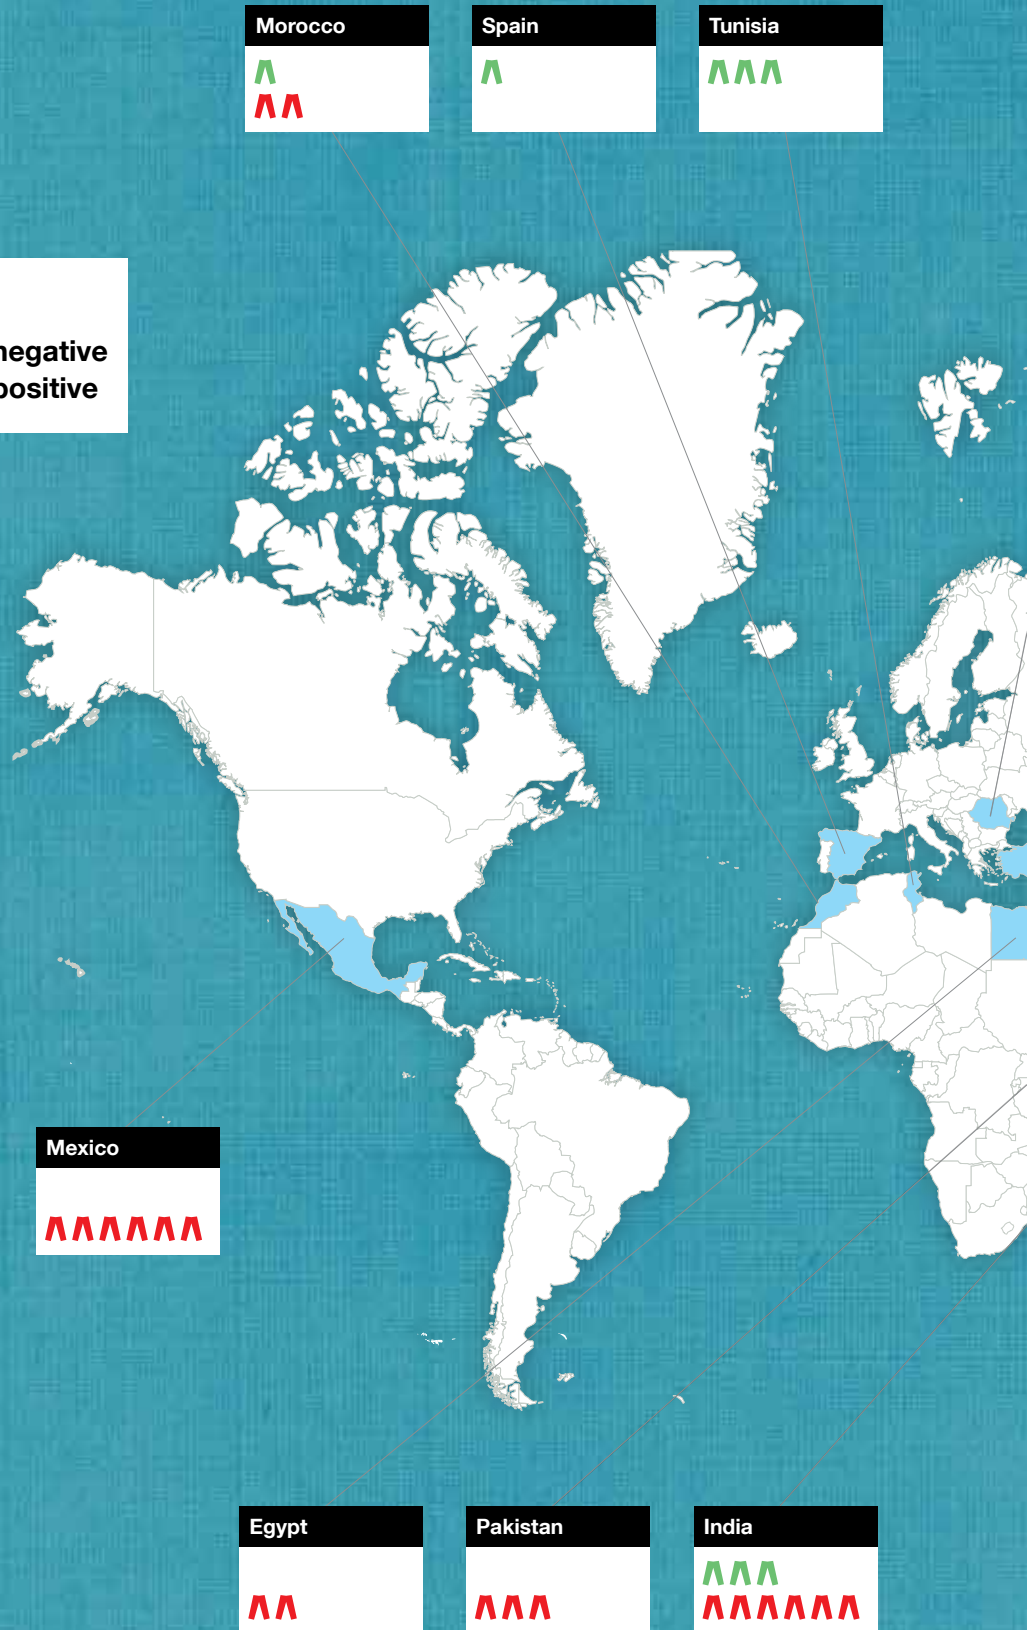 Morocco
Spain
Tunisia
negative
positive
Mexico
Egypt
Pakistan
India